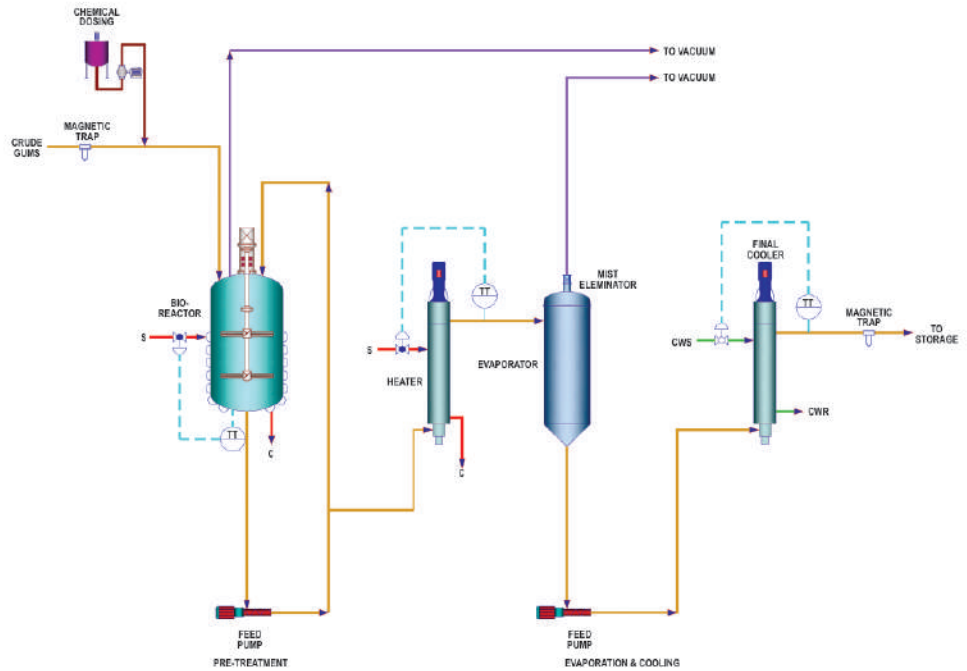 CHEMICAL
DOSING
TO VACUUM
TO VACUUM
MAGNETIC
TRAP
CRUDE
GUMS
FINAL
COOLER
BIO-
REACTOR
TT
MIST
ELEMINATOR
TT
MAGNETIC
TRAP
TO
STORAGE
S
S
HEATER
EVAPORATOR
CWS
CWR
TT
C
C
FEED
PUMP
FEED
PUMP
PRE-TREATMENT
EVAPORATION & COOLING